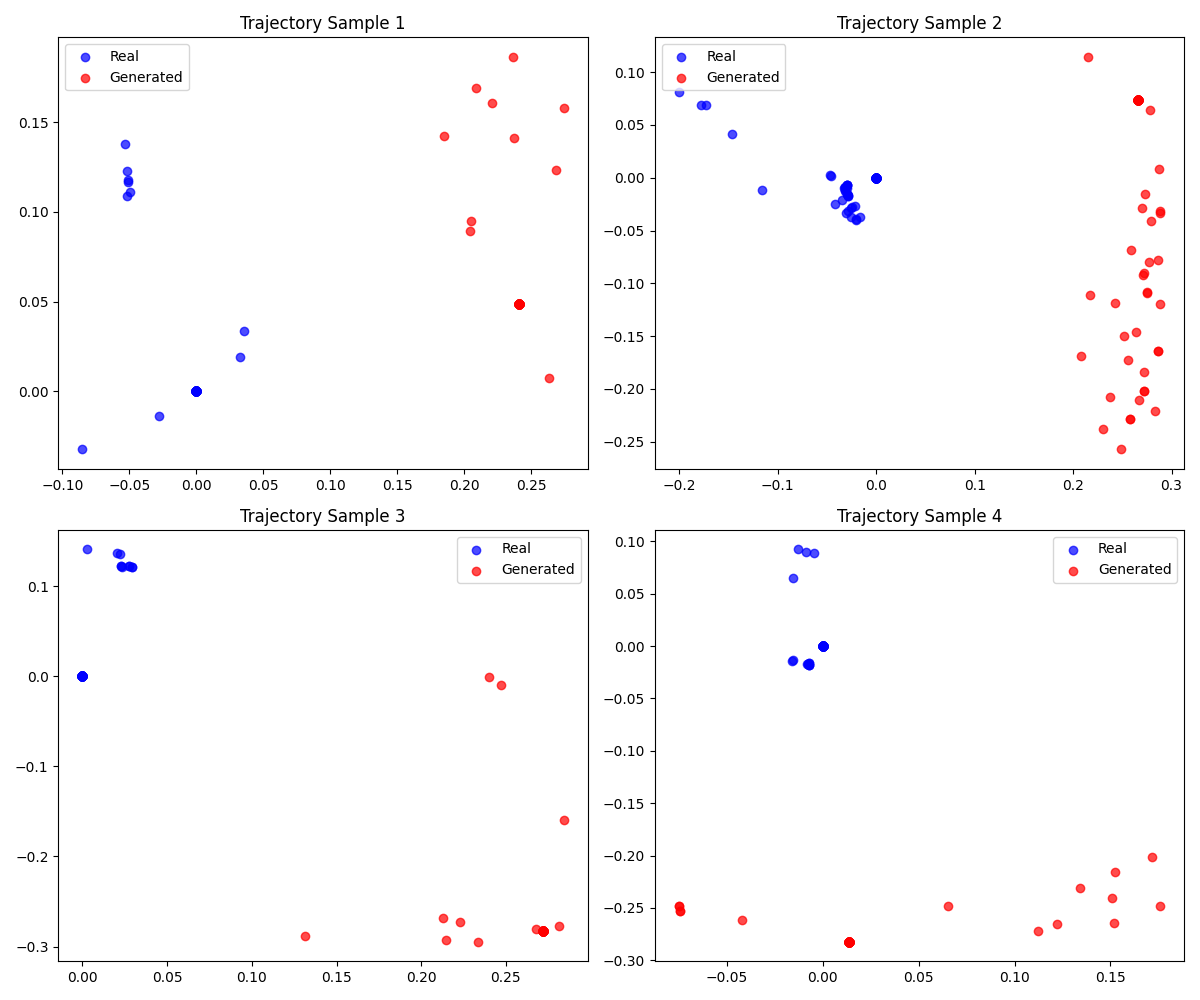 Trajectory Sample 1
Real
Generated
0.15
0.10
0.05
0.00
−0.10 −0.05 0.00 0.05 0.10 0.15 0.20 0.25
Trajectory Sample 2
Real
Generated
0.10
0.05
0.00
−0.05
−0.10
−0.15
−0.20
−0.25
−0.2 −0.1 0.0 0.1 0.2 0.3
Trajectory Sample 3
Real
Generated
0.1
0.0
−0.1
−0.2
−0.3
0.00 0.05 0.10 0.15 0.20 0.25
Trajectory Sample 4
Real
Generated
0.10
0.05
0.00
−0.05
−0.10
−0.15
−0.20
−0.25
−0.30
−0.05 0.00 0.05 0.10 0.15